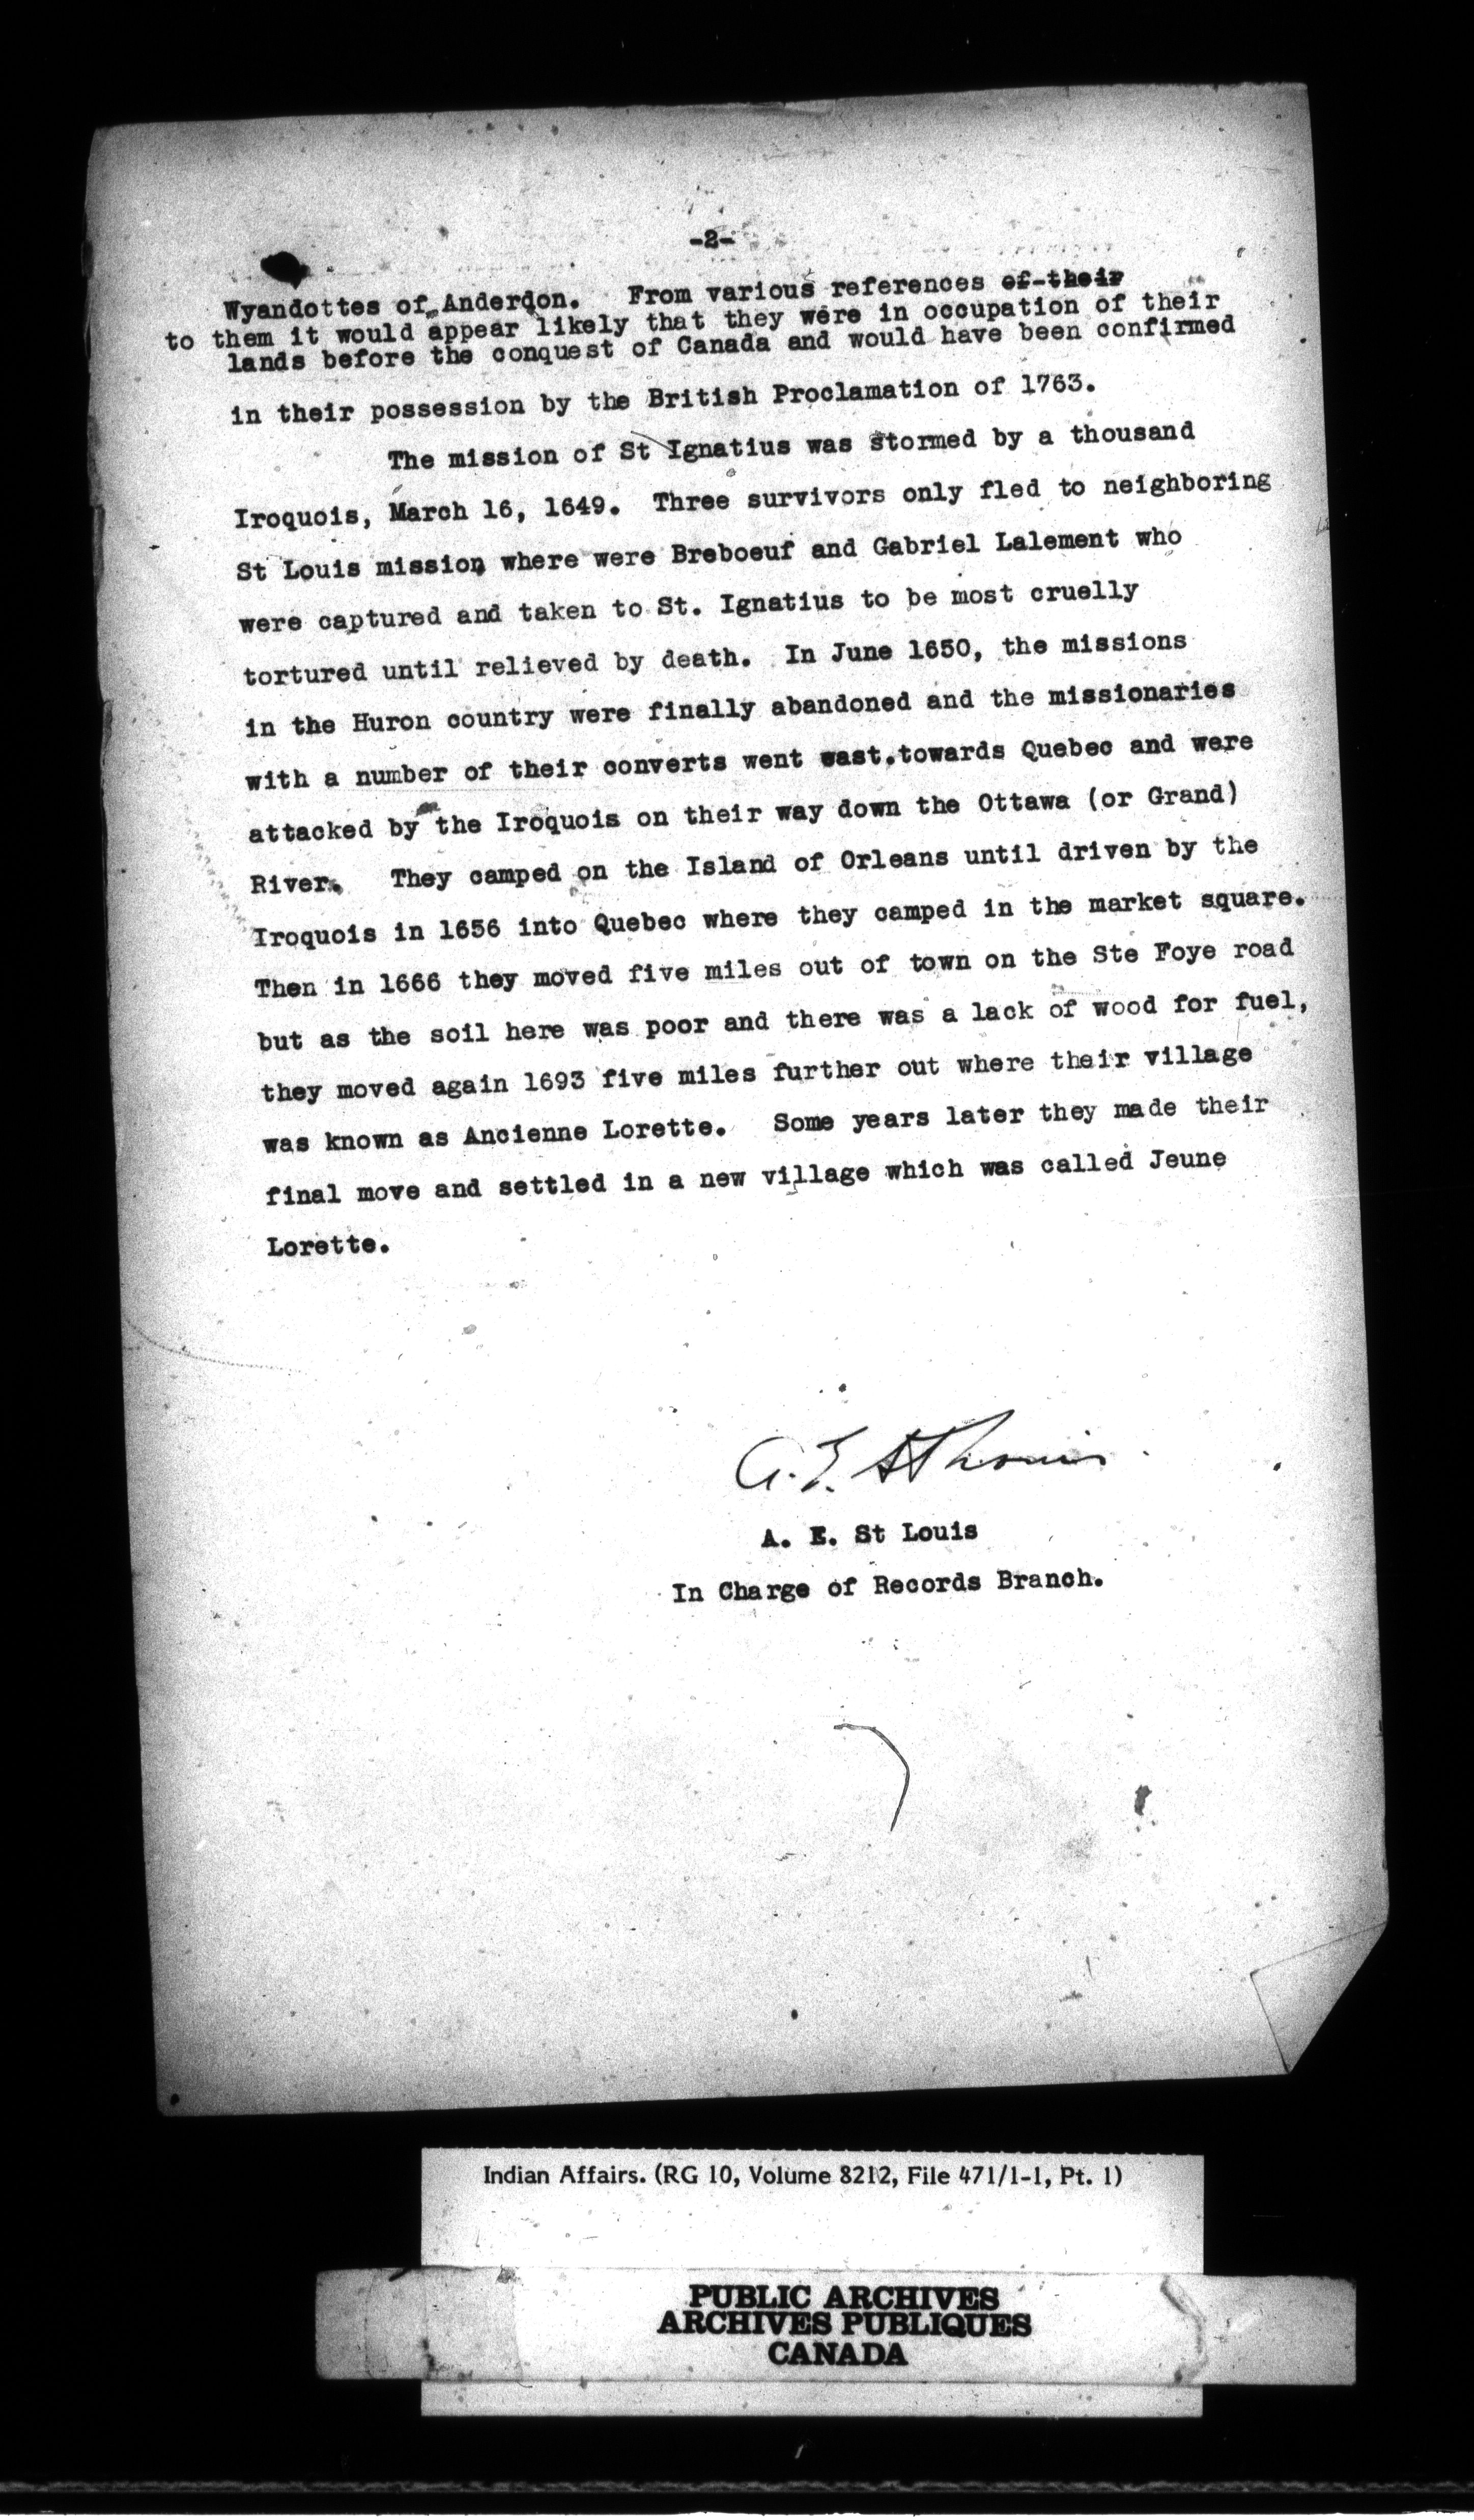 -2-
Wyandottes of Anderdon. From various references of their
to them it would appear likely that they were in occupation of their
lands before the conquest of Canada and would have been confirmed
in their possession by the British Proclamation of 1763.
The mission of St Ignatius was stormed by a thousand
Iroquois, March 16, 1649. Three survivors only fled to neighboring
St Louis mission where were Breboeuf and Gabriel Lalement who
were captured and taken to St. Ignatius to be most cruelly
tortured until relieved by death. In June 1650, the missions
in the Huron country were finally abandoned and the missionaries
with a number of their converts went east.towards Quebec and were
attacked by the Iroquois on their way down the Ottawa (or Grand)
River. They camped on the Island of Orleans until driven by the
Iroquois in 1656 into Quebec where they camped in the market square.
Then in 1666 they moved five miles out of town on the Ste Foye road
but as the soil here was poor and there was a lack of wood for fuel,
they moved again 1693 five miles further out where their village
was known as Ancienne Lorette. Some years later they made their
final move and settled in a new village which was called Jeune
Lorette.
A. E. St Louis
A. E. St Louis
In Charge of Records Branch.
Indian Affairs. (RG 10, Volume 8212, File 471/1-1, Pt. 1)
PUBLIC ARCHIVES
ARCHIVES PUBLIQUES
CANADA